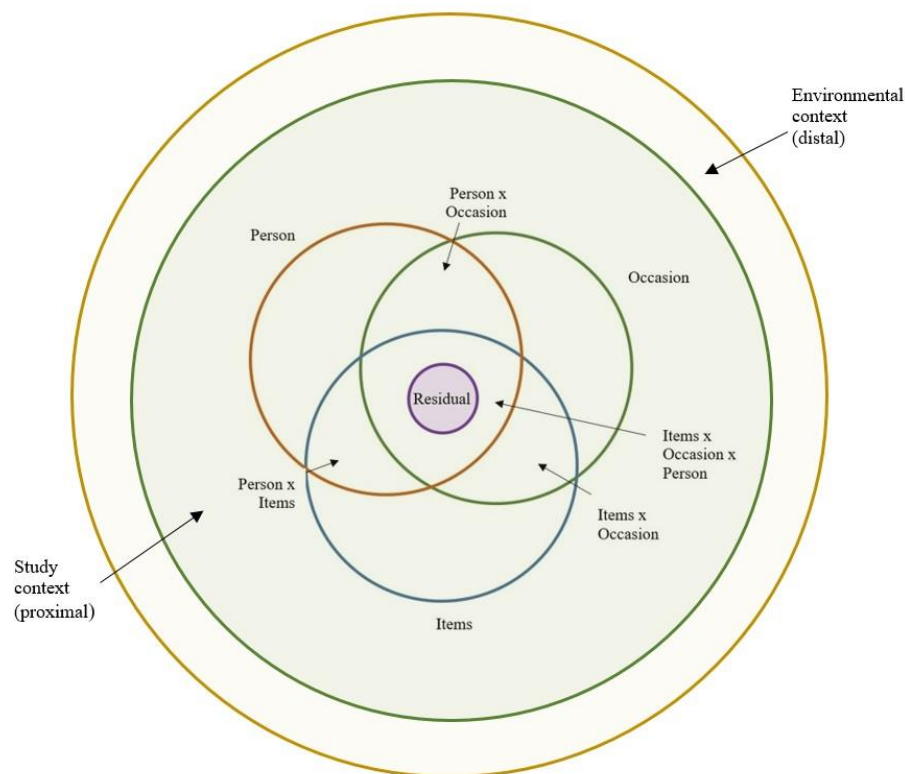 Environmental
context
(distal)
Person x
Occasion
Person
Occasion
Residual
Items x
Occasion x
Person
Person x
Items
Items x
Occasion
Study
context
(proximal)
Items